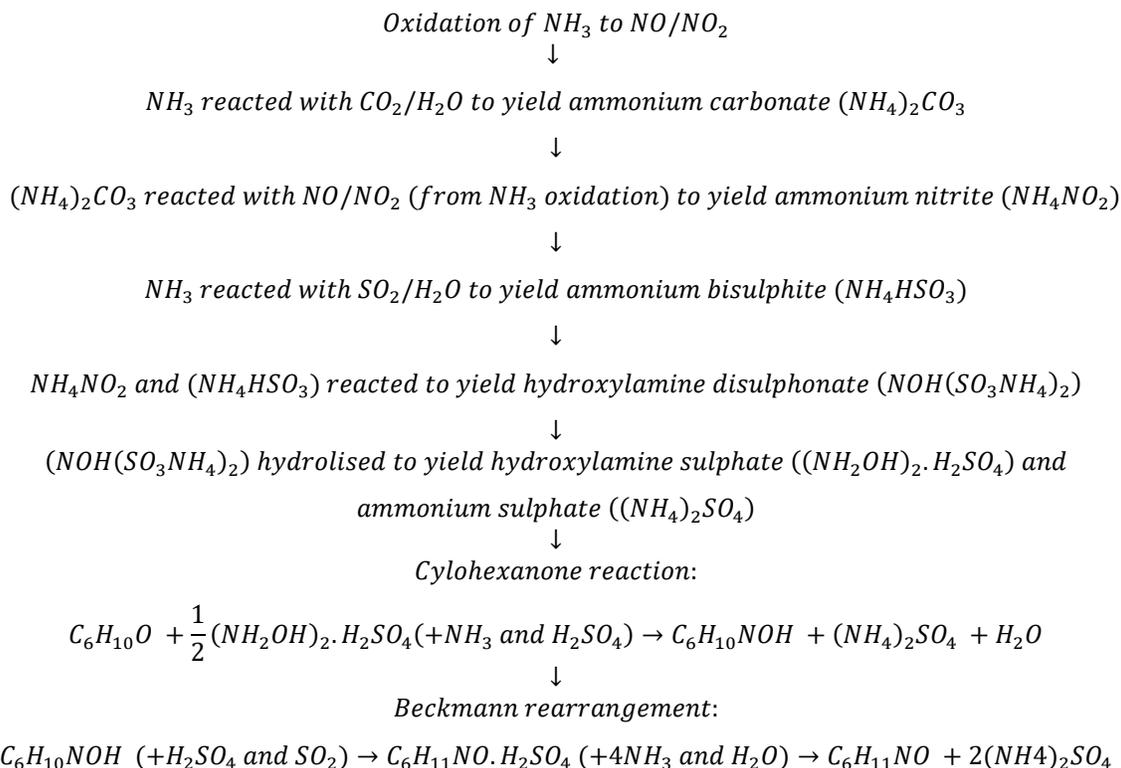 Oxidation of NH₃ to NO/NO₂
↓
NH₃ reacted with CO₂/H₂O to yield ammonium carbonate (NH₄)₂CO₃
↓
(NH₄)₂CO₃ reacted with NO/NO₂ (from NH₃ oxidation) to yield ammonium nitrite (NH₄NO₂)
↓
NH₃ reacted with SO₂/H₂O to yield ammonium bisulphite (NH₄HSO₃)
↓
NH₄NO₂ and (NH₄HSO₃) reacted to yield hydroxylamine disulphonate (NOH(SO₃NH₄)₂)
↓
(NOH(SO₃NH₄)₂) hydrolised to yield hydroxylamine sulphate ((NH₂OH)₂.H₂SO₄) and
ammonium sulphate ((NH₄)₂SO₄)
↓
Cylohexanone reaction:
C₆H₁₀O + 1/2 (NH₂OH)₂.H₂SO₄(+NH₃ and H₂SO₄) → C₆H₁₀NOH + (NH₄)₂SO₄ + H₂O
↓
Beckmann rearrangement:
C₆H₁₀NOH (+H₂SO₄ and SO₂) → C₆H₁₁NO.H₂SO₄ (+4NH₃ and H₂O) → C₆H₁₁NO + 2(NH4)₂SO₄